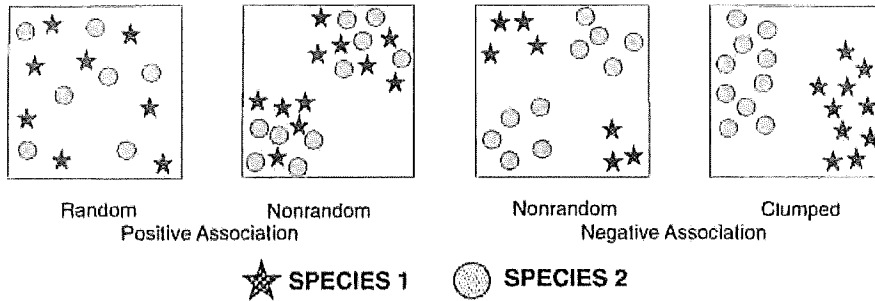 Random Nonrandom Nonrandom Clumped
Positive Association Negative Association
SPECIES 1 SPECIES 2